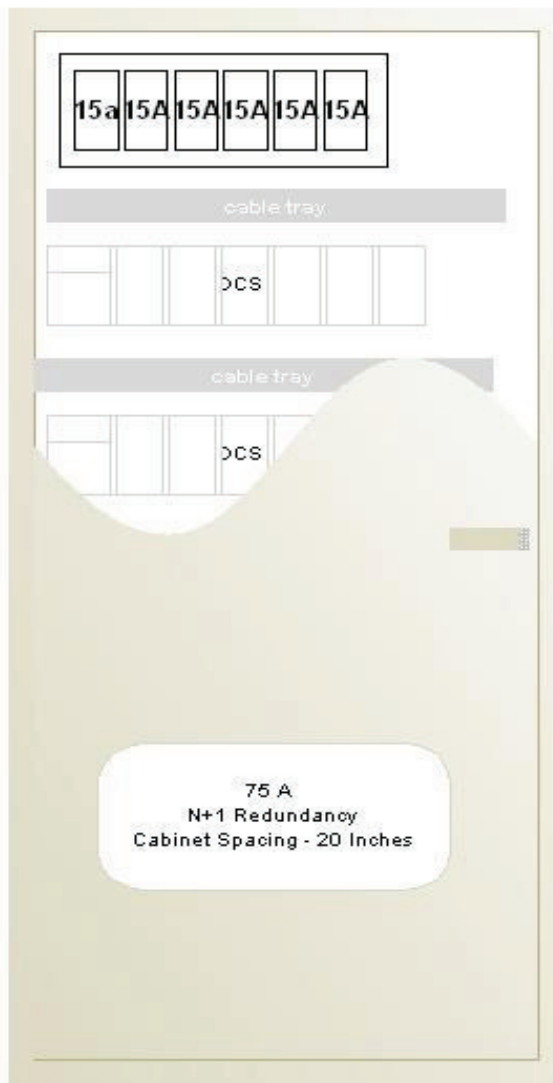 15a 15A 15A 15A 15A 15A
cable tray
DCS
cable tray
DCS
75 A
N+1 Redundancy
Cabinet Spacing - 20 Inches